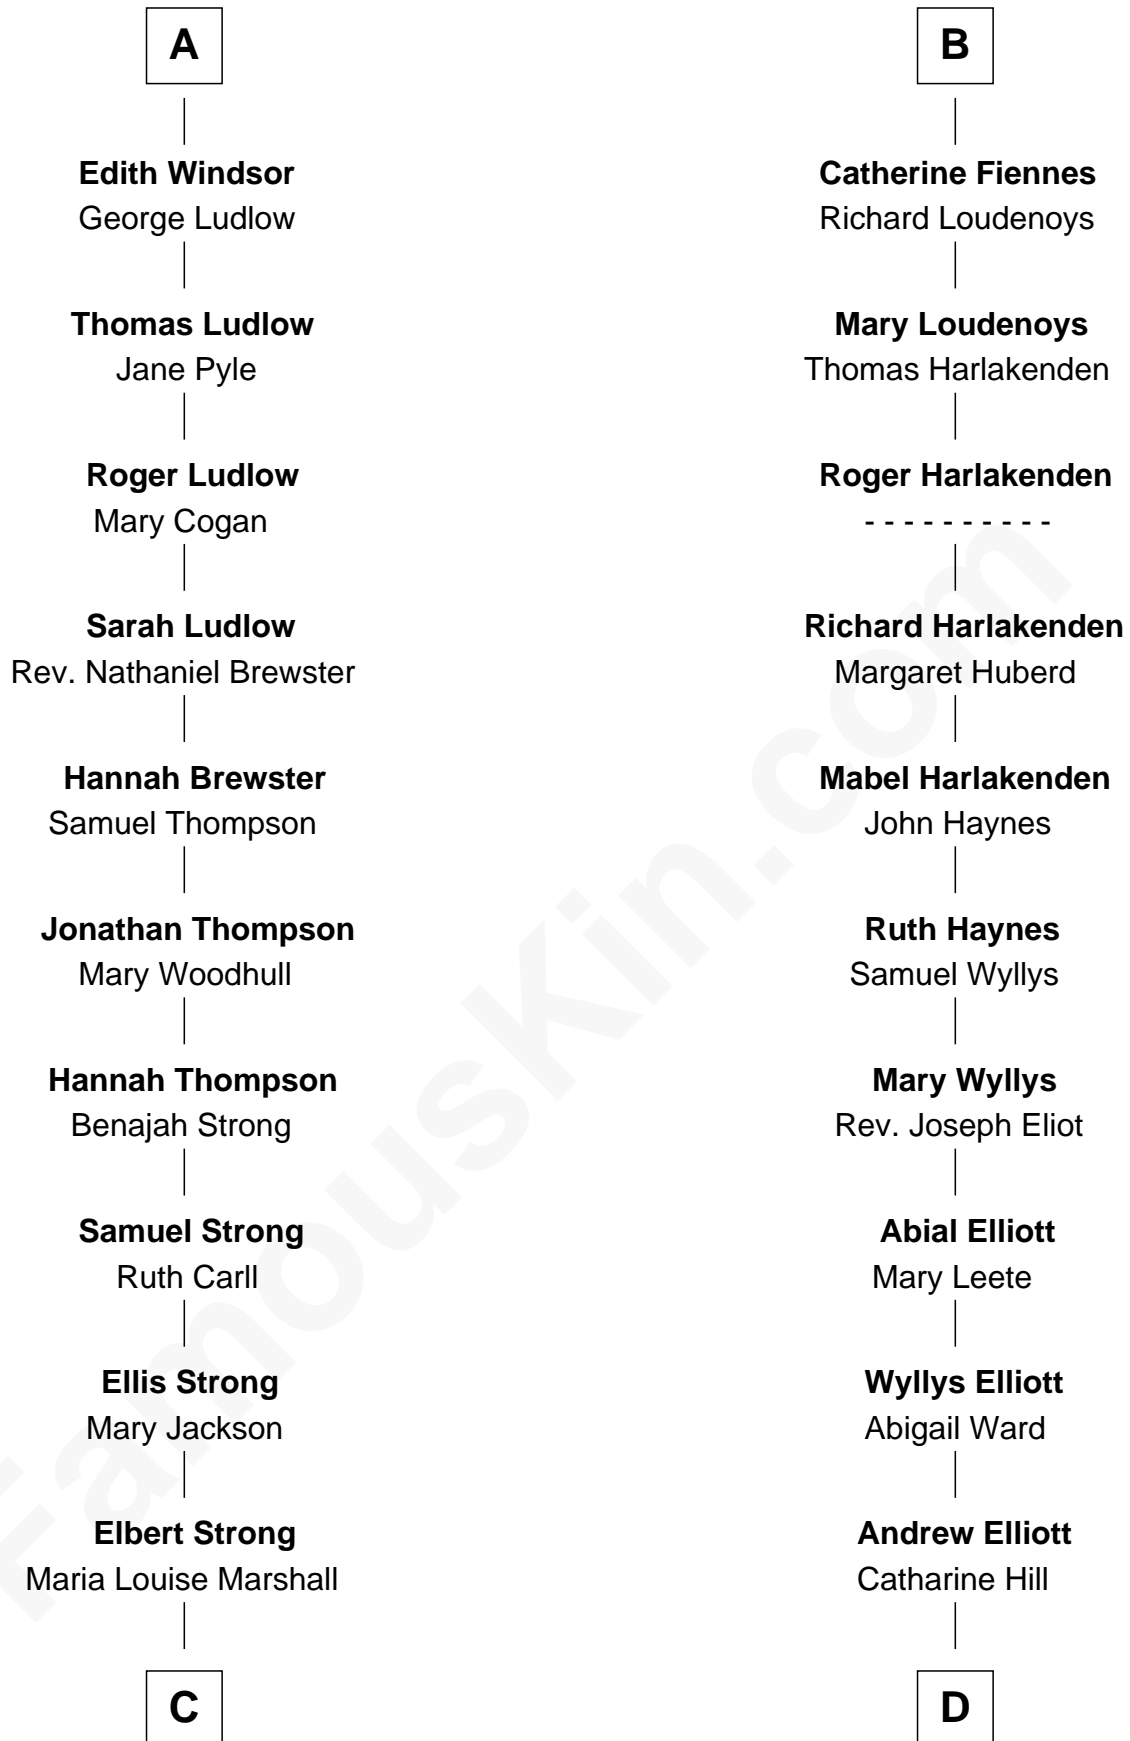 A
Edith Windsor
George Ludlow
Thomas Ludlow
Jane Pyle
Roger Ludlow
Mary Cogan
Sarah Ludlow
Rev. Nathaniel Brewster
Hannah Brewster
Samuel Thompson
Jonathan Thompson
Mary Woodhull
Hannah Thompson
Benajah Strong
Samuel Strong
Ruth Carll
Ellis Strong
Mary Jackson
Elbert Strong
Maria Louise Marshall
C
B
Catherine Fiennes
Richard Loudenoys
Mary Loudenoys
Thomas Harlakenden
Roger Harlakenden
- - - - - - - - - -
Richard Harlakenden
Margaret Huberd
Mabel Harlakenden
John Haynes
Ruth Haynes
Samuel Wyllys
Mary Wyllys
Rev. Joseph Eliot
Abial Elliott
Mary Leete
Wyllys Elliott
Abigail Ward
Andrew Elliott
Catharine Hill
D
FamousKin.com